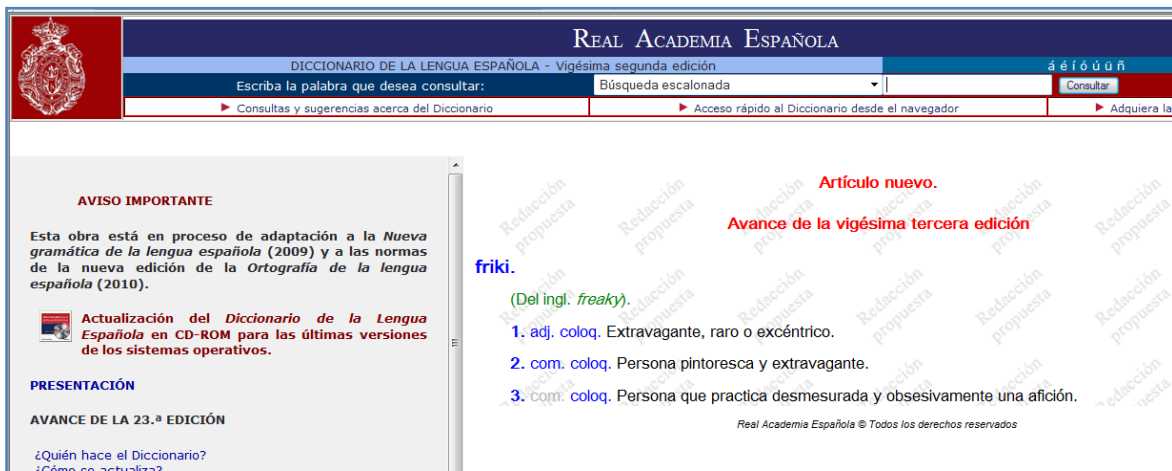 REAL ACADEMIA ESPAÑOLA
DICCIONARIO DE LA LENGUA ESPAÑOLA - Vigésima segunda edición
á é í ó ú ü ñ
Escriba la palabra que desea consultar:
Búsqueda escalonada
Consultar
Consultas y sugerencias acerca del Diccionario
Acceso rápido al Diccionario desde el navegador
Adquiera la
AVISO IMPORTANTE
Esta obra está en proceso de adaptación a la Nueva
gramática de la lengua española (2009) y a las normas
de la nueva edición de la Ortografía de la lengua
española (2010).
Actualización del Diccionario de la Lengua
Española en CD-ROM para las últimas versiones
de los sistemas operativos.
PRESENTACIÓN
AVANCE DE LA 23.ª EDICIÓN
¿Quién hace el Diccionario?
¿Cómo se actualiza?
Redacción propuesta
Artículo nuevo.
Avance de la vigésima tercera edición
friki.
(Del ingl. freaky).
1. adj. coloq. Extravagante, raro o excéntrico.
2. com. coloq. Persona pintoresca y extravagante.
3. com. coloq. Persona que practica desmesurada y obsesivamente una afición.
Real Academia Española © Todos los derechos reservados